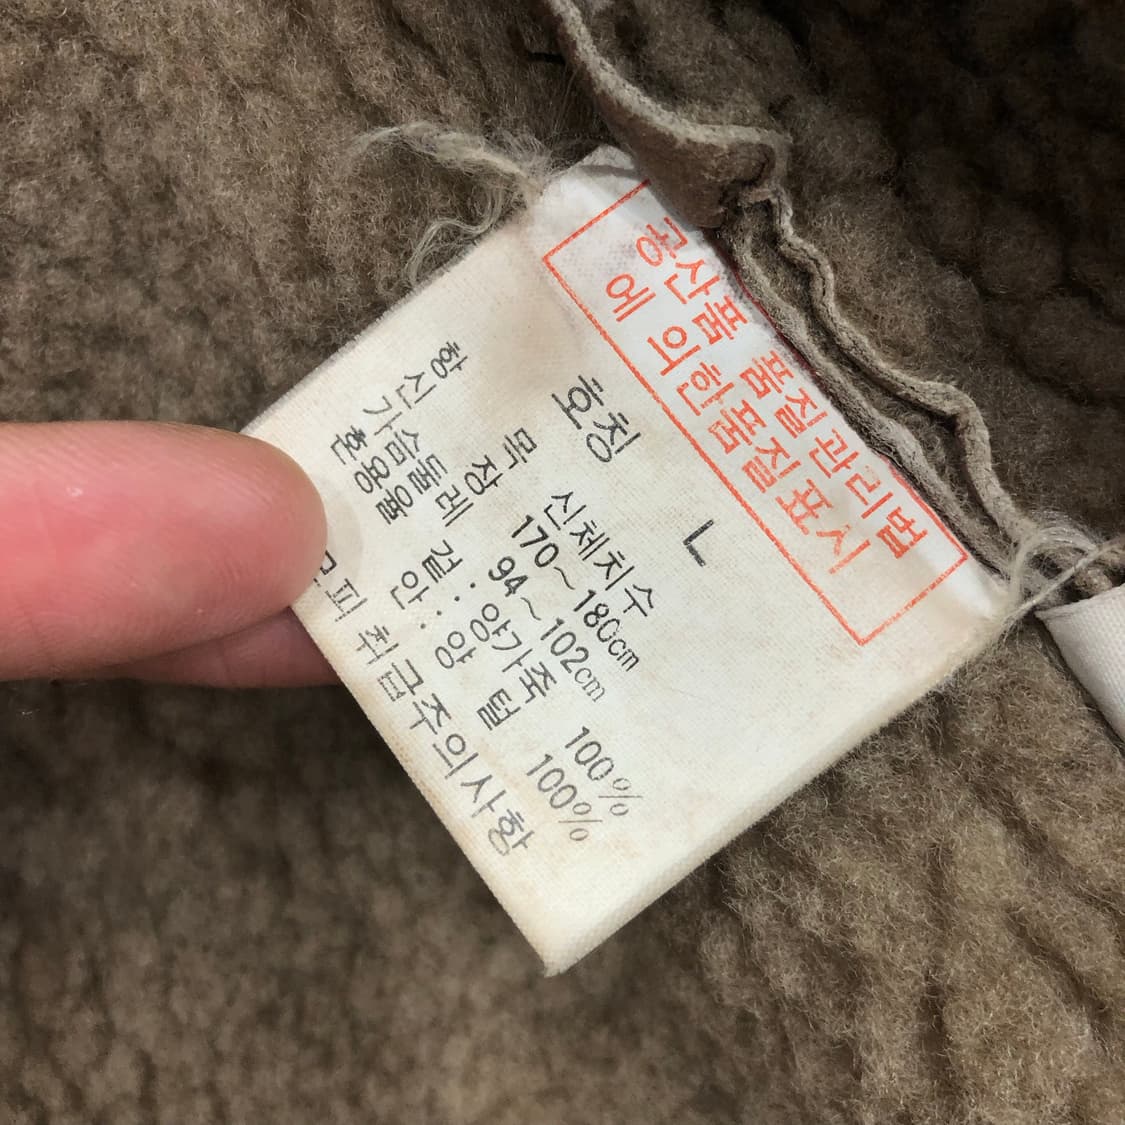 공산품 품질관리법
에 의한품질표시
호칭 L
항 목 신체치수
신 장 170~180cm
가슴둘레 94~102cm
혼용율 겉 : 양가죽 100%
안 : 양 털 100%
모피 취급주의사항